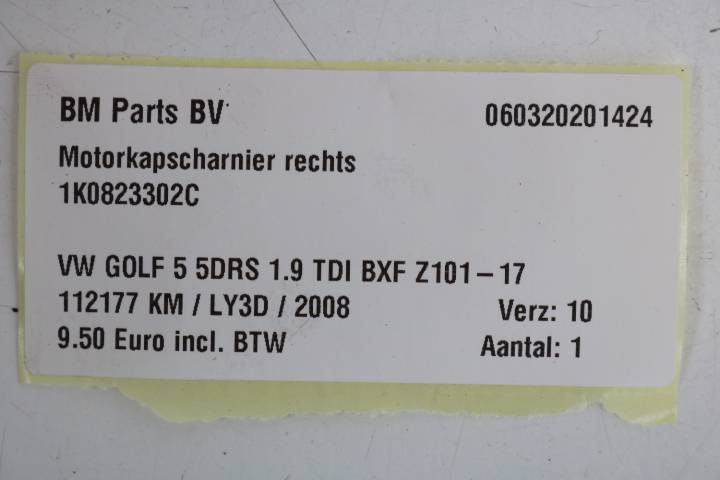 BM Parts BV 060320201424
Motorkapscharnier rechts
1K0823302C
VW GOLF 5 5DRS 1.9 TDI BXF Z101-17
112177 KM / LY3D / 2008 Verz: 10
9.50 Euro incl. BTW Aantal: 1